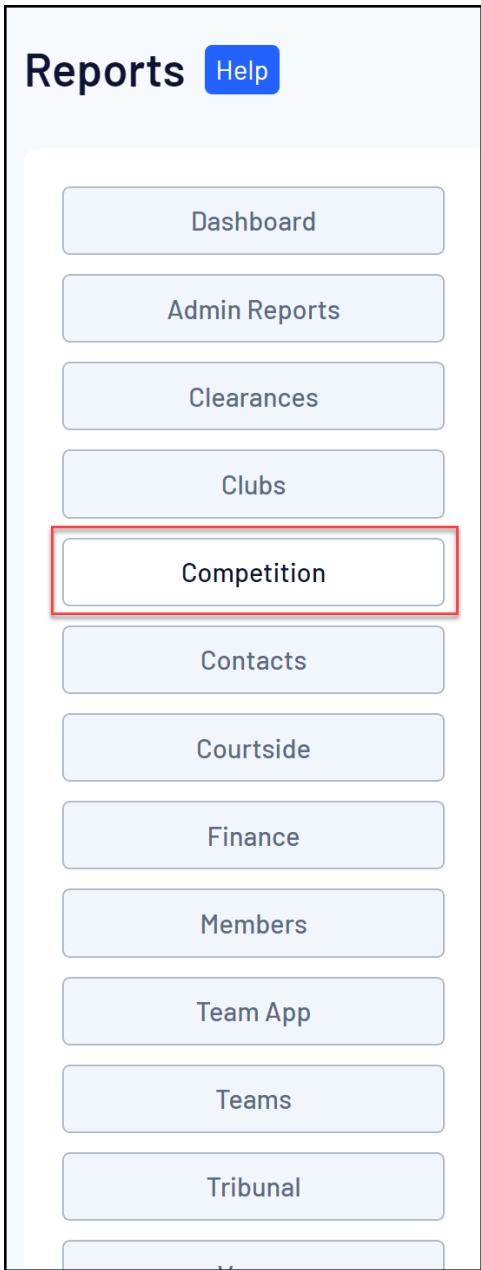 Reports Help
Dashboard
Admin Reports
Clearances
Clubs
Competition
Contacts
Courtside
Finance
Members
Team App
Teams
Tribunal